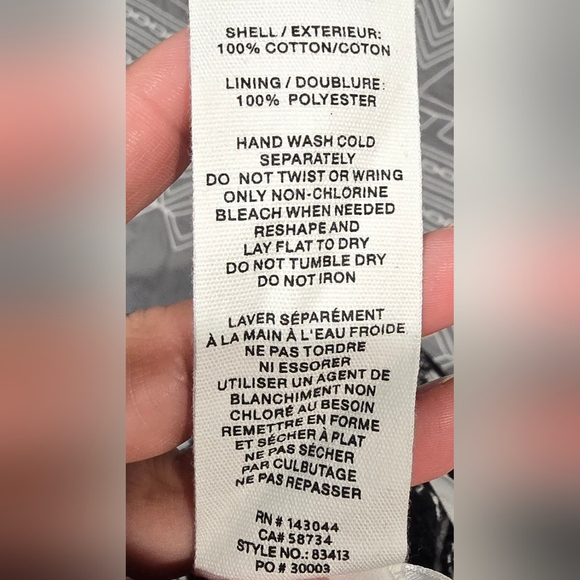 SHELL / EXTERIEUR:
100% COTTON/COTON
LINING / DOUBLURE:
100% POLYESTER
HAND WASH COLD
SEPARATELY
DO NOT TWIST OR WRING
ONLY NON-CHLORINE
BLEACH WHEN NEEDED
RESHAPE AND
LAY FLAT TO DRY
DO NOT TUMBLE DRY
DO NOT IRON
LAVER SÉPARÉMENT
À LA MAIN À L'EAU FROIDE
NE PAS TORDRE
NI ESSORER
UTILISER UN AGENT DE
BLANCHIMENT NON
CHLORÉ AU BESOIN
REMETTRE EN FORME
ET SÉCHER À PLAT
NE PAS SÉCHER
PAR CULBUTAGE
NE PAS REPASSER
RN # 143044
CA# 58734
STYLE NO.: 83413
PO # 30003